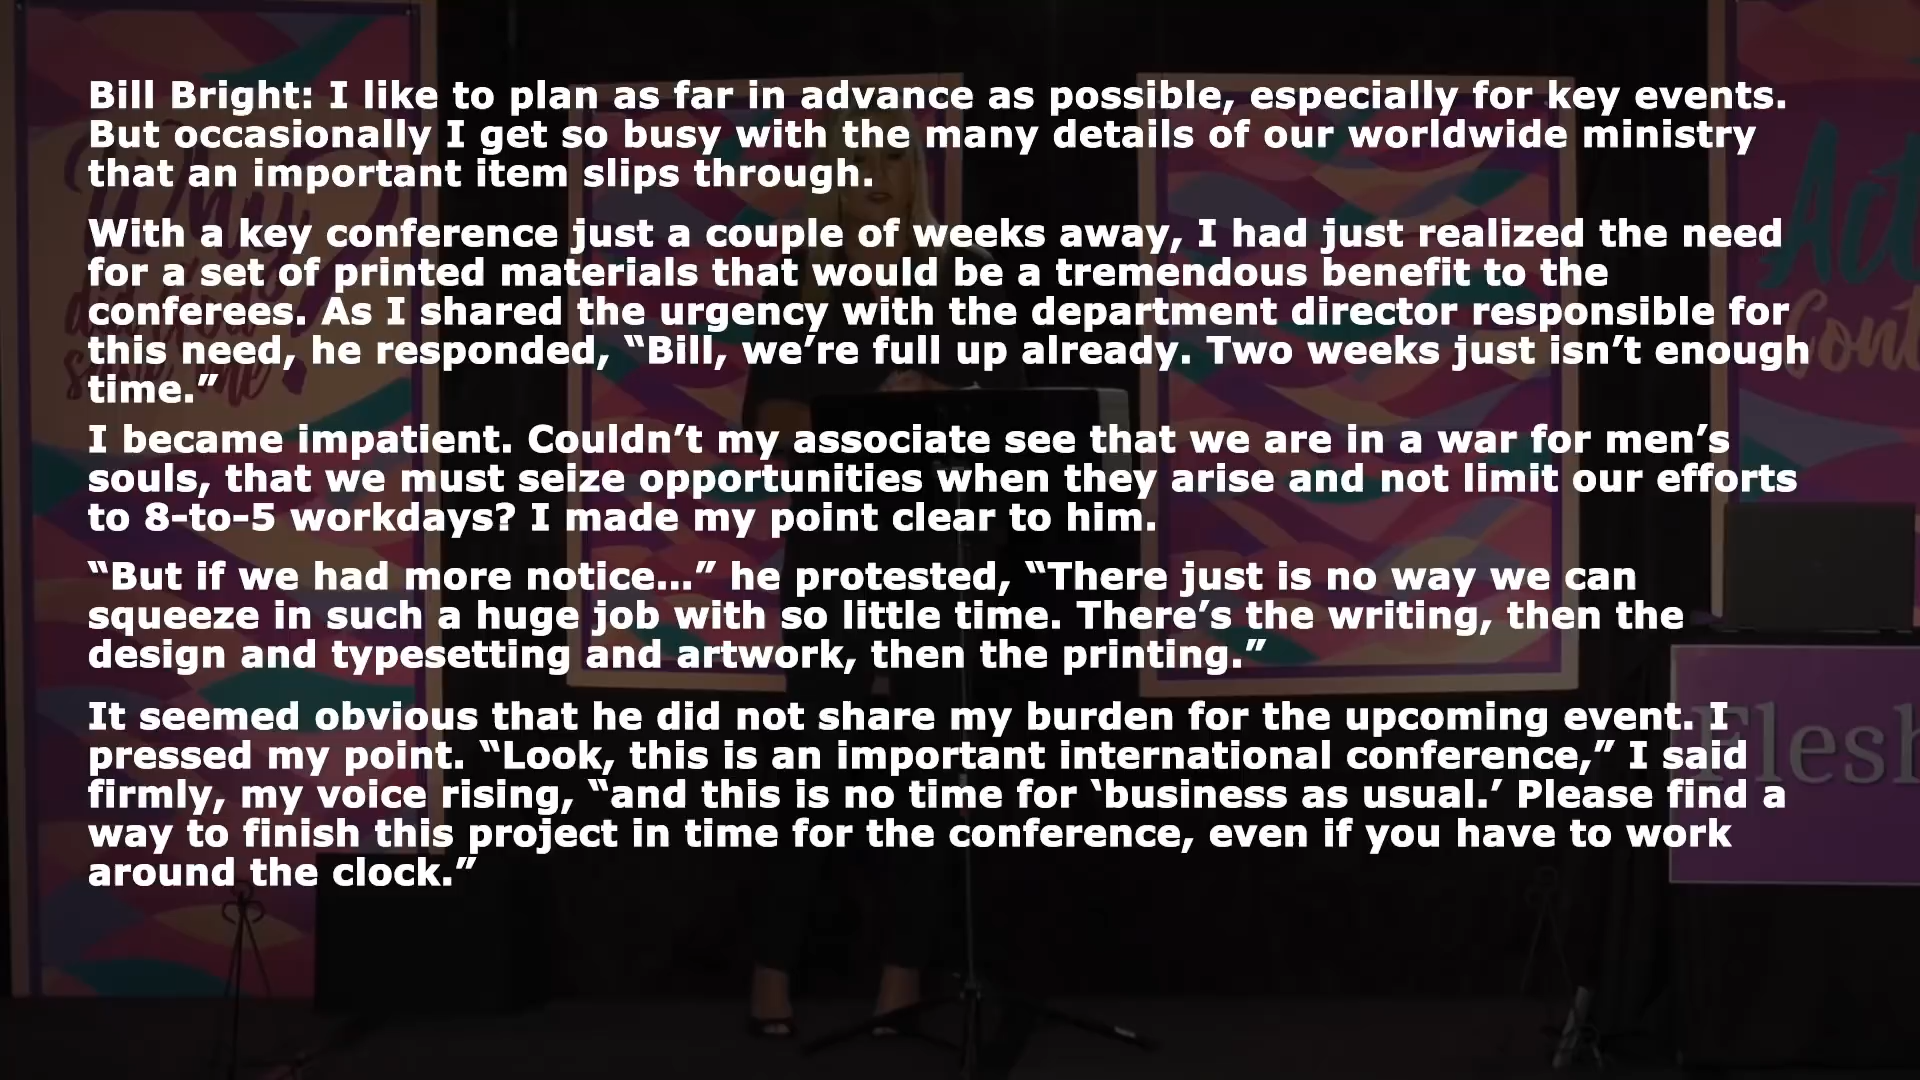 Bill Bright: I like to plan as far in advance as possible, especially for key events.
But occasionally I get so busy with the many details of our worldwide ministry
that an important item slips through.
With a key conference just a couple of weeks away, I had just realized the need
for a set of printed materials that would be a tremendous benefit to the
conferees. As I shared the urgency with the department director responsible for
this need, he responded, “Bill, we’re full up already. Two weeks just isn’t enough
time.”
I became impatient. Couldn’t my associate see that we are in a war for men’s
souls, that we must seize opportunities when they arise and not limit our efforts
to 8-to-5 workdays? I made my point clear to him.
“But if we had more notice…” he protested, “There just is no way we can
squeeze in such a huge job with so little time. There’s the writing, then the
design and typesetting and artwork, then the printing.”
It seemed obvious that he did not share my burden for the upcoming event. I
pressed my point. “Look, this is an important international conference,” I said
firmly, my voice rising, “and this is no time for ‘business as usual.’ Please find a
way to finish this project in time for the conference, even if you have to work
around the clock.”
Why
Act
Cont
Flesh